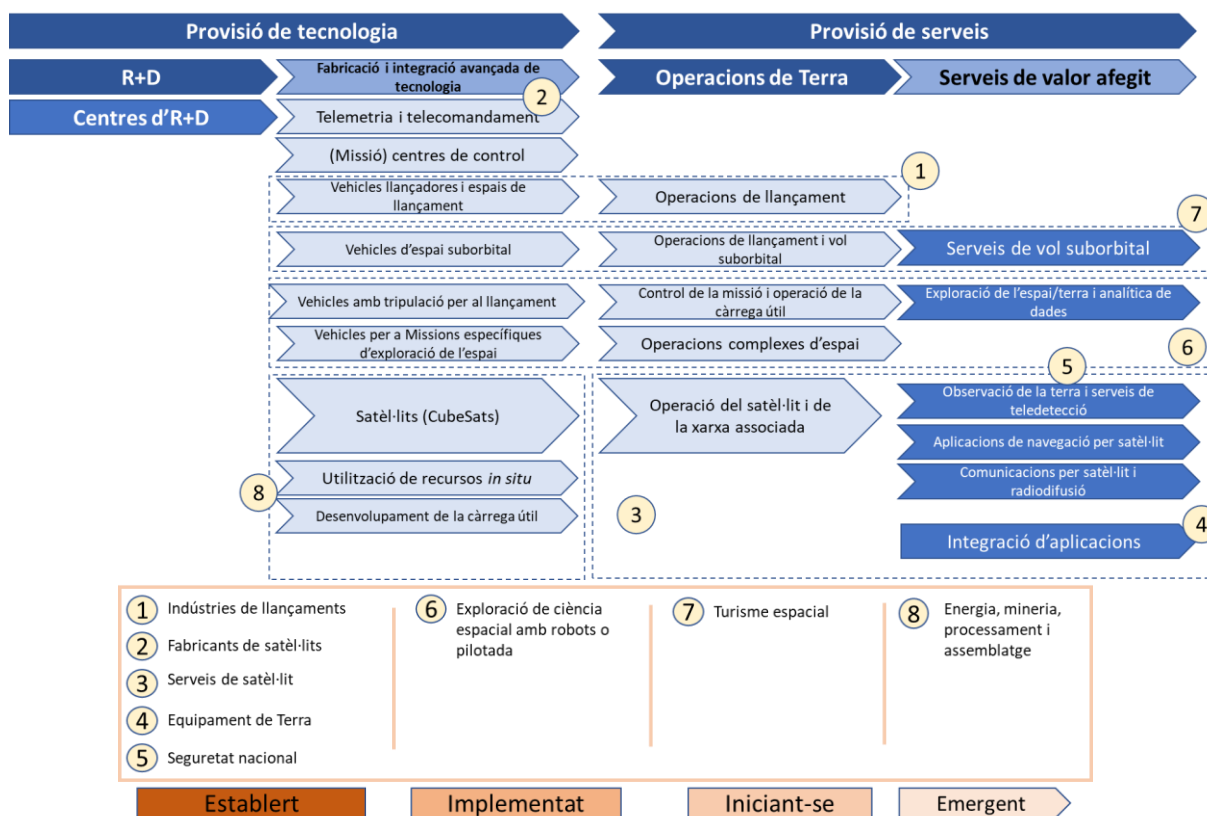 Provisió de tecnologia
Provisió de serveis
R+D
Fabricació i integració avançada de
tecnologia
Operacions de Terra
Serveis de valor afegit
2
Centres d'R+D
Telemetria i telecomandament
(Missió) centres de control
1
Vehicles llançadores i espais de
llançament
Operacions de llançament
7
Vehicles d'espai suborbital
Operacions de llançament i vol
suborbital
Serveis de vol suborbital
Vehicles amb tripulació per al llançament
Control de la missió i operació de la
càrrega útil
Exploració de l'espai/terra i analítica de
dades
Vehicles per a Missions específiques
d'exploració de l'espai
Operacions complexes d'espai
6
5
Satèl·lits (CubeSats)
Operació del satèl·lit i de
la xarxa associada
Observació de la terra i serveis de
teledetecció
Aplicacions de navegació per satèl·lit
Comunicacions per satèl·lit i
radiodifusió
8
Utilització de recursos in situ
Desenvolupament de la càrrega útil
3
4
Integració d'aplicacions
1 Indústries de llançaments
2 Fabricants de satèl·lits
3 Serveis de satèl·lit
4 Equipament de Terra
5 Seguretat nacional
6 Exploració de ciència
espacial amb robots o
pilotada
7 Turisme espacial
8 Energia, mineria,
processament i
assemblatge
Establert
Implementat
Iniciant-se
Emergent